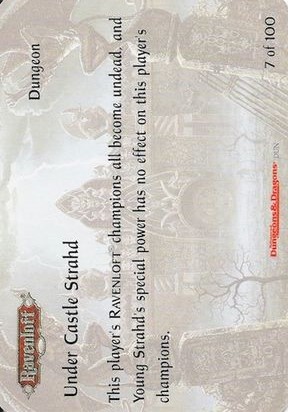 Ravenloft
Under Castle Strahd
Dungeon
This player's RAVENLOFT champions all become undead, and
Young Strahd's special power has no effect on this player's
champions.
Dungeons & Dragons
7 of 100